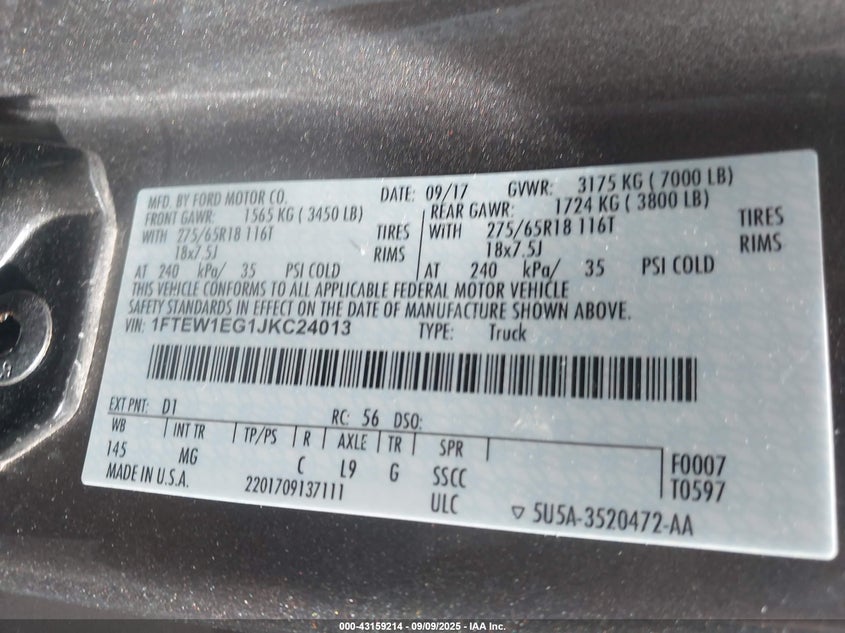 MFD. BY FORD MOTOR CO. DATE: 09/17 GVWR: 3175 KG ( 7000 LB)
FRONT GAWR: 1565 KG ( 3450 LB) REAR GAWR: 1724 KG ( 3800 LB)
WITH 275/65R18 116T TIRES WITH 275/65R18 116T TIRES
18x7.5J RIMS 18x7.5J RIMS
AT 240 kPa/ 35 PSI COLD AT 240 kPa/ 35 PSI COLD
THIS VEHICLE CONFORMS TO ALL APPLICABLE FEDERAL MOTOR VEHICLE
SAFETY STANDARDS IN EFFECT ON THE DATE OF MANUFACTURE SHOWN ABOVE.
VIN: 1FTEW1EG1JKC24013 TYPE: Truck
EXT PNT: D1 RC: 56 DSO:
WB INT TR TP/PS R AXLE TR SPR
145 MG C L9 G SSCC F0007
MADE IN U.S.A. 2201709137111 ULC T0597
5U5A-3520472-AA
000-43159214 - 09/09/2025 - IAA Inc.